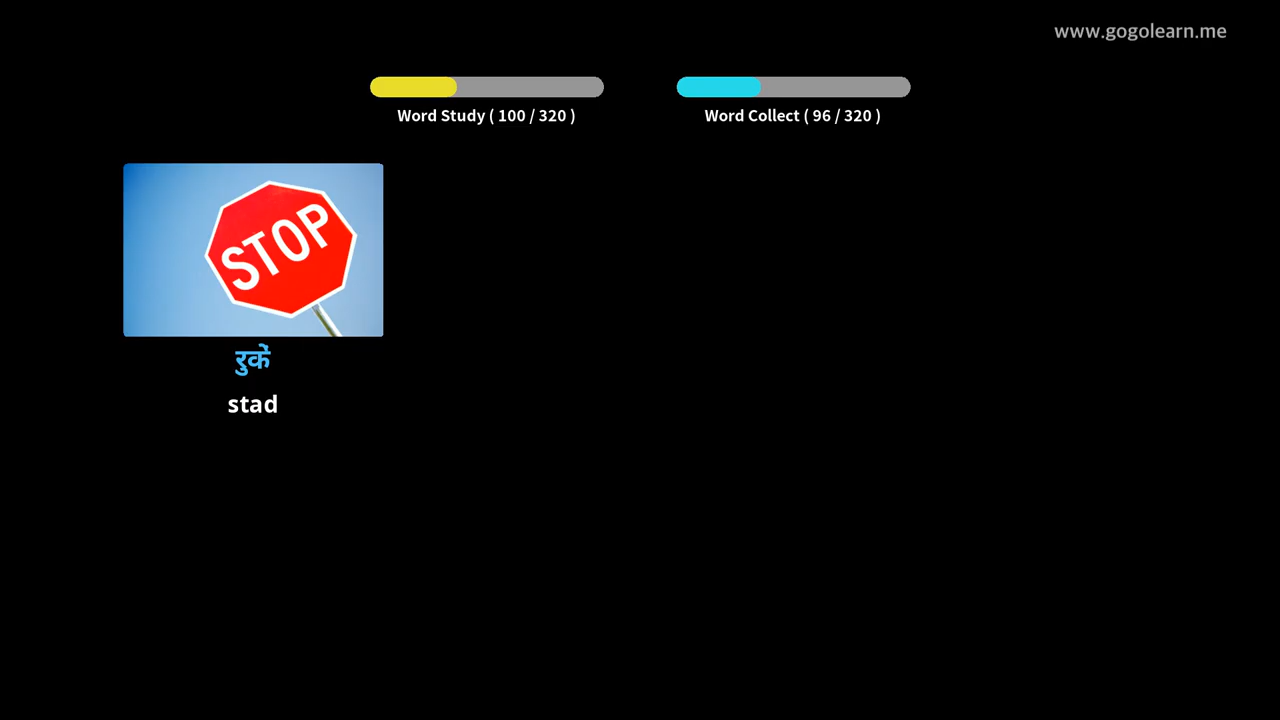 www.gogolearn.me
Word Study ( 100 / 320 )
Word Collect ( 96 / 320 )
STOP
रुकें
stad